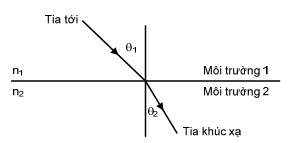 Tia tới
θ1
n1
Môi trường 1
n2
Môi trường 2
θ2
Tia khúc xạ